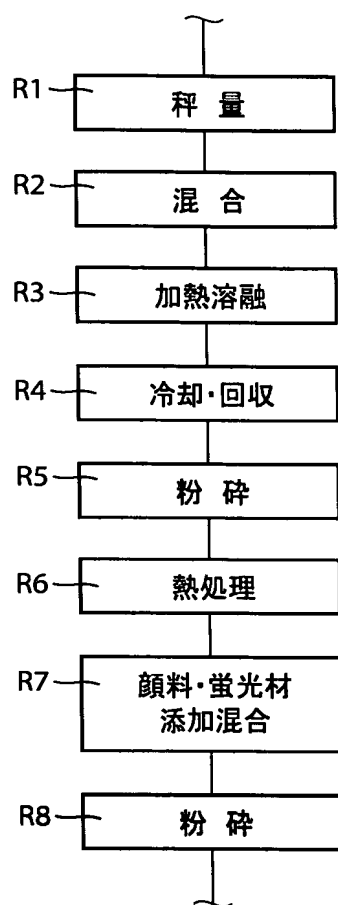 R1 秤 量
R2 混 合
R3 加熱溶融
R4 冷却・回収
R5 粉 砕
R6 熱処理
R7 顔料・蛍光材
添加混合
R8 粉 砕